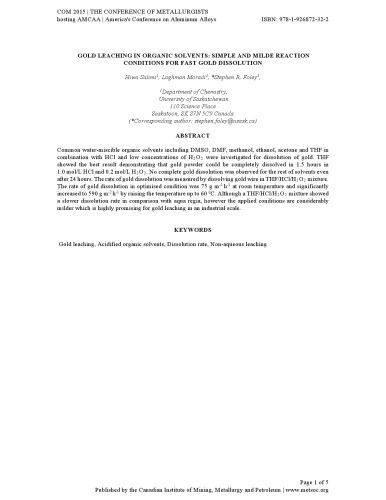 COM 2015 | THE CONFERENCE OF METALLURGISTS
hosting AMCAA | America's Conference on Aluminum Alloys ISBN: 978-1-926872-32-2
GOLD LEACHING IN ORGANIC SOLVENTS: SIMPLE AND MILDE REACTION
CONDITIONS FOR FAST GOLD DISSOLUTION
Hiwa Salimi¹, Loghman Moradi¹, *Stephen R, Foley¹,
¹Department of Chemistry,
University of Saskatchewan
110 Science Place
Saskatoon, SK S7N 5C9 Canada
(*Corresponding author: stephen.foley@usask.ca)
ABSTRACT
Common water-miscible organic solvents including DMSO, DMF, methanol, ethanol, acetone and THF in
combination with HCl and low concentrations of H₂O₂ were investigated for dissolution of gold. THF
showed the best result demonstrating that gold powder could be completely dissolved in 1.5 hours in
1.0 mol/L HCl and 0.2 mol/L H₂O₂. No complete gold dissolution was observed for the rest of solvents even
after 24 hours. The rate of gold dissolution was measured by dissolving gold wire in THF/HCl/H₂O₂ mixture.
The rate of gold dissolution in optimised condition was 75 g m⁻² h⁻¹ at room temperature and significantly
increased to 590 g m⁻² h⁻¹ by raising the temperature up to 60 °C. Although a THF/HCl/H₂O₂ mixture showed
a slower dissolution rate in comparison with aqua regia, however the applied conditions are considerably
milder which is highly promising for gold leaching in an industrial scale.
KEYWORDS
Gold leaching, Acidified organic solvents, Dissolution rate, Non-aqueous leaching
Page 1 of 5
Published by the Canadian Institute of Mining, Metallurgy and Petroleum | www.metsoc.org